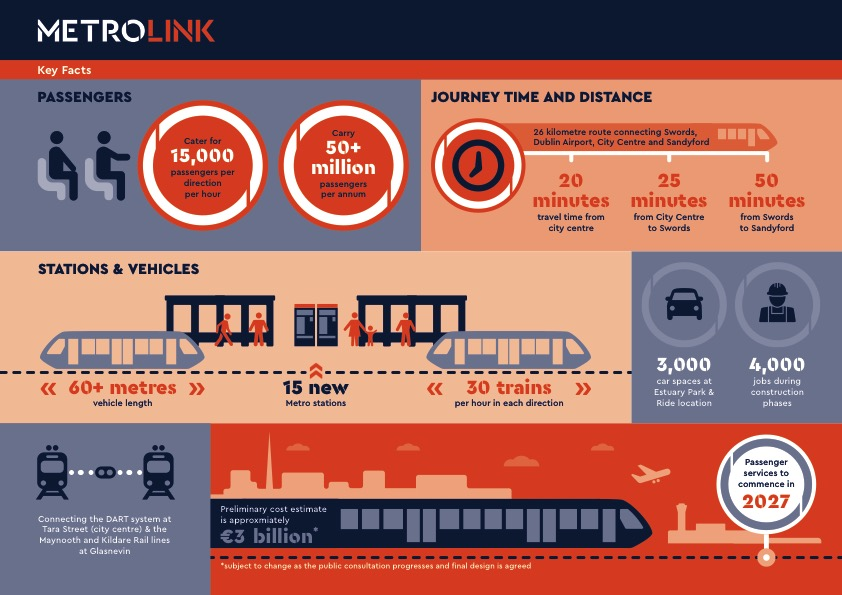 METROLINK
Key Facts
PASSENGERS
Cater for
15,000
passengers per
direction
per hour
Carry
50+
million
passengers
per annum
JOURNEY TIME AND DISTANCE
26 kilometre route connecting Swords,
Dublin Airport, City Centre and Sandyford
20
minutes
travel time from
city centre
25
minutes
from City Centre
to Swords
50
minutes
from Swords
to Sandyford
STATIONS & VEHICLES
« 60+ metres »
vehicle length
15 new
Metro stations
« 30 trains »
per hour in each direction
3,000
car spaces at
Estuary Park &
Ride location
4,000
jobs during
construction
phases
Connecting the DART system at
Tara Street (city centre) & the
Maynooth and Kildare Rail lines
at Glasnevin
Preliminary cost estimate
is approxmiately
€3 billion*
*subject to change as the public consultation progresses and final design is agreed
Passenger
services to
commence in
2027